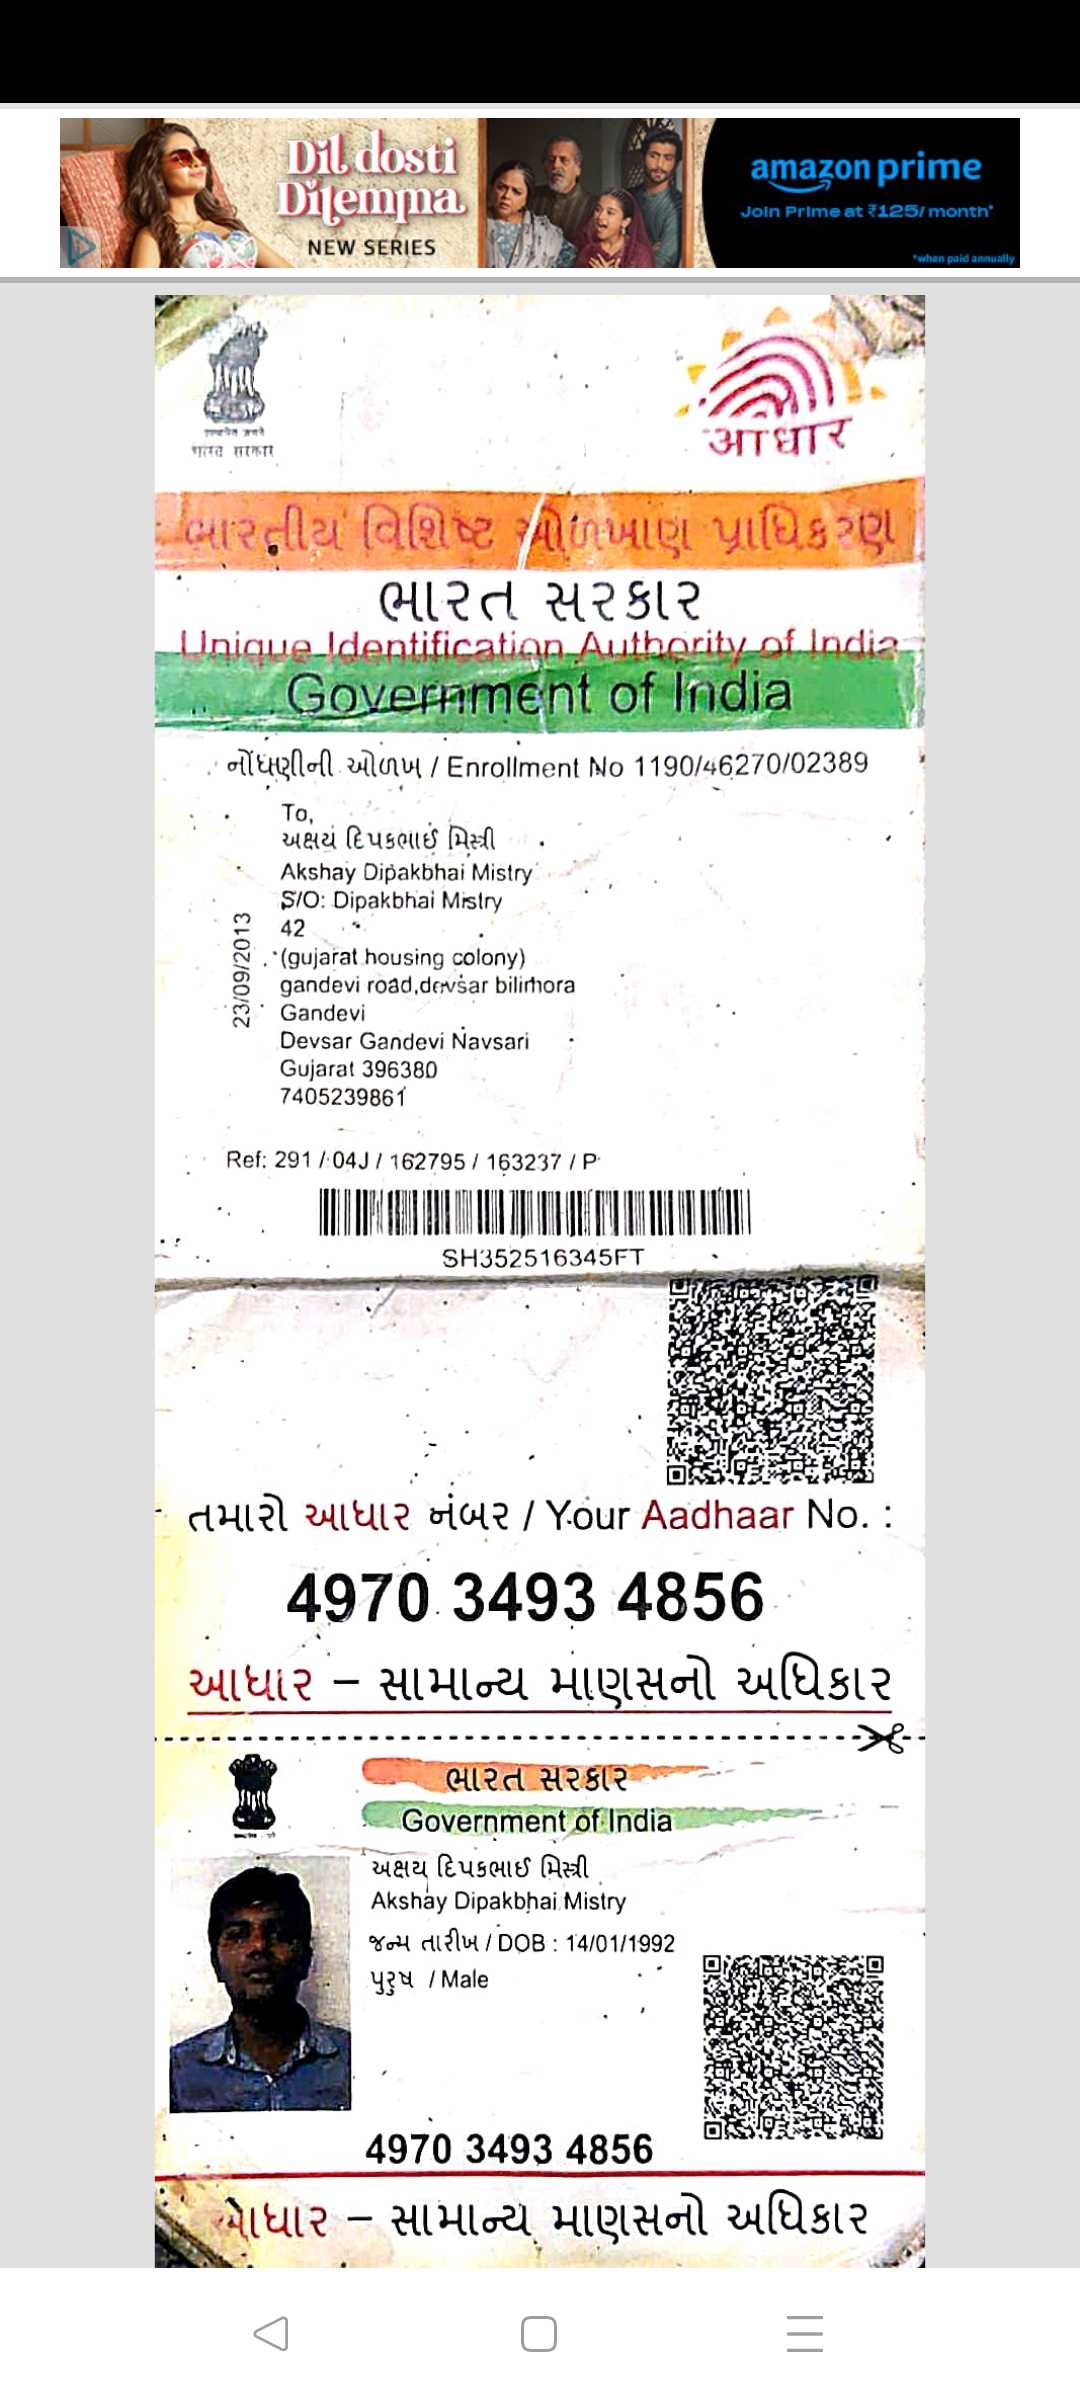 Dil dosti
Dilemma
NEW SERIES
amazon prime
Join Prime at ₹125/month*
*when paid annually
भारत सरकार
आधार
ભારતીય વિશિષ્ટ ઓળખાણ પ્રાધિકરણ
ભારત સરકાર
Unique Identification Authority of India
Government of India
નોંધણીની ઓળખ / Enrollment No 1190/46270/02389
To,
અક્ષય દિપકભાઈ મિસ્ત્રી
Akshay Dipakbhai Mistry
S/O: Dipakbhai Mistry
42
(gujarat housing colony)
gandevi road,devsar bilimora
Gandevi
Devsar Gandevi Navsari
Gujarat 396380
7405239861
23/09/2013
Ref: 291 / 04J / 162795 / 163237 / P
SH352516345FT
તમારો આધાર નંબર / Your Aadhaar No. :
4970 3493 4856
આધાર – સામાન્ય માણસનો અધિકાર
ભારત સરકાર
Government of India
અક્ષય દિપકભાઈ મિસ્ત્રી
Akshay Dipakbhai Mistry
જન્મ તારીખ / DOB : 14/01/1992
પુરુષ / Male
4970 3493 4856
આધાર – સામાન્ય માણસનો અધિકાર